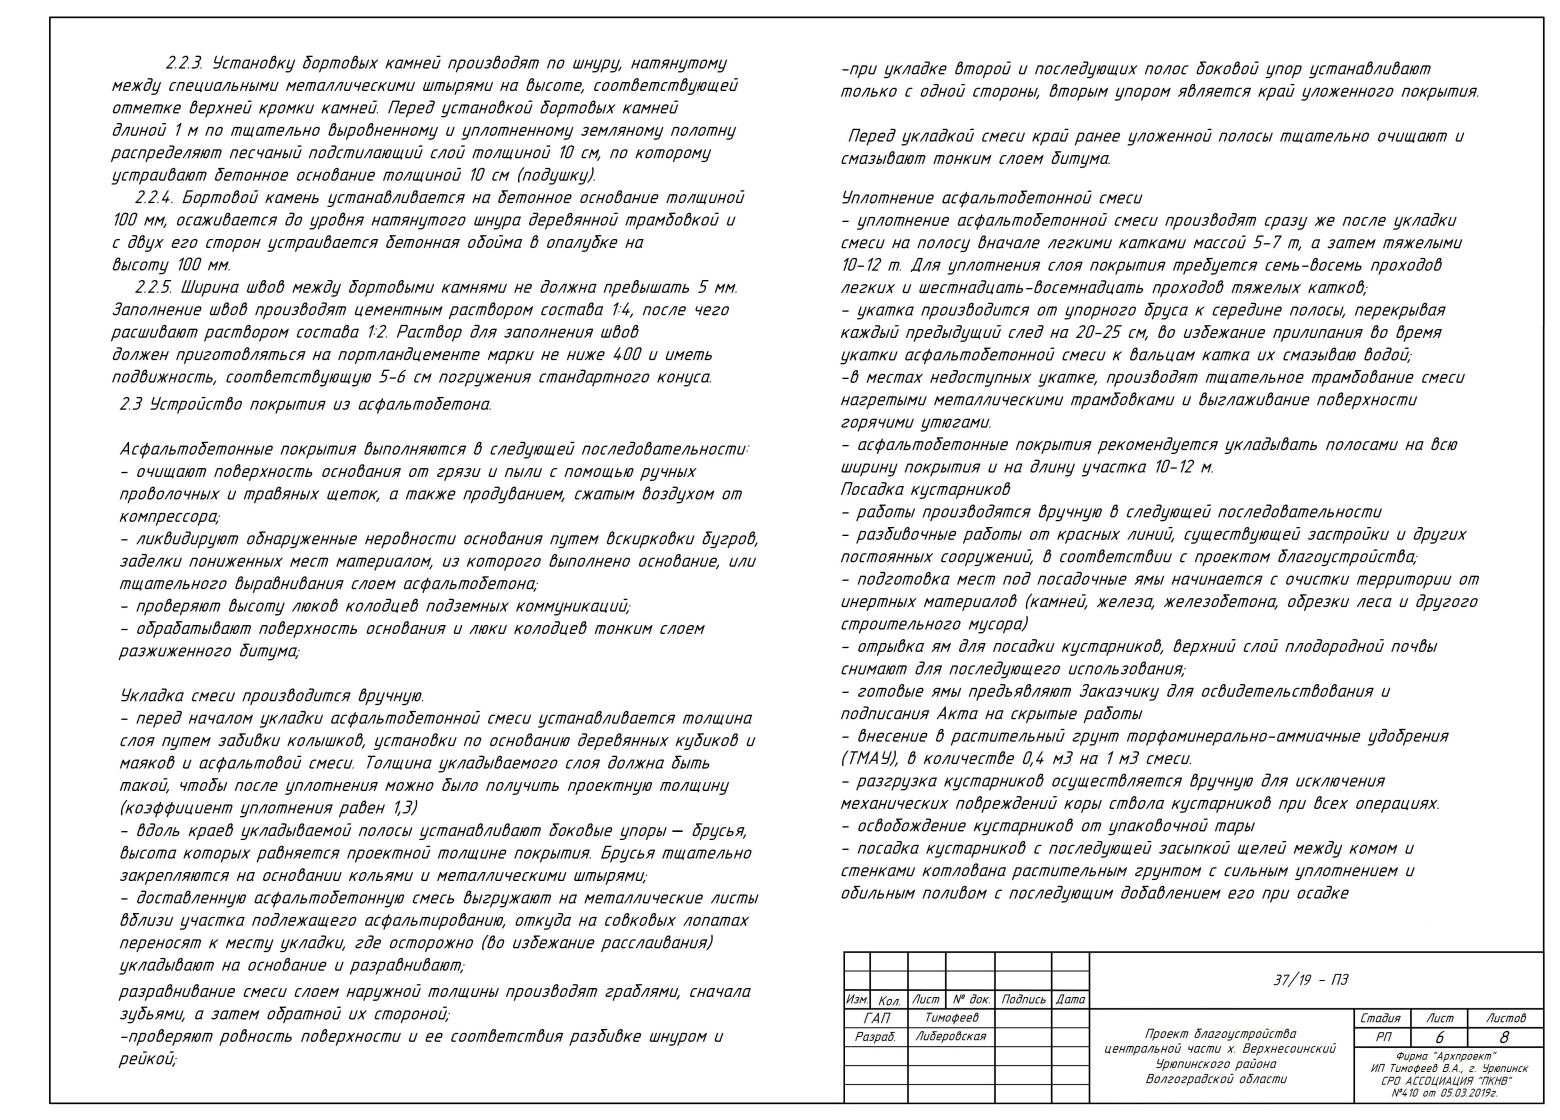 2.2.3. Установку бортовых камней производят по шнуру, натянутому
между специальными металлическими штырями на высоте, соответствующей
отметке верхней кромки камней. Перед установкой бортовых камней
длиной 1 м по тщательно выровненному и уплотненному земляному полотну
распределяют песчаный подстилающий слой толщиной 10 см, по которому
устраивают бетонное основание толщиной 10 см (подушку).
2.2.4. Бортовой камень устанавливается на бетонное основание толщиной
100 мм, осаживается до уровня натянутого шнура деревянной трамбовкой и
с двух его сторон устраивается бетонная обойма в опалубке на
высоту 100 мм.
2.2.5. Ширина швов между бортовыми камнями не должна превышать 5 мм.
Заполнение швов производят цементным раствором состава 1:4, после чего
расшивают раствором состава 1:2. Раствор для заполнения швов
должен приготовляться на портландцементе марки не ниже 400 и иметь
подвижность, соответствующую 5-6 см погружения стандартного конуса.
2.3 Устройство покрытия из асфальтобетона.
Асфальтобетонные покрытия выполняются в следующей последовательности:
- очищают поверхность основания от грязи и пыли с помощью ручных
проволочных и травяных щеток, а также продуванием, сжатым воздухом от
компрессора;
- ликвидируют обнаруженные неровности основания путем вскирковки бугров,
заделки пониженных мест материалом, из которого выполнено основание, или
тщательного выравнивания слоем асфальтобетона;
- проверяют высоту люков колодцев подземных коммуникаций;
- обрабатывают поверхность основания и люки колодцев тонким слоем
разжиженного битума;
Укладка смеси производится вручную.
- перед началом укладки асфальтобетонной смеси устанавливается толщина
слоя путем забивки колышков, установки по основанию деревянных кубиков и
маяков и асфальтовой смеси. Толщина укладываемого слоя должна быть
такой, чтобы после уплотнения можно было получить проектную толщину
(коэффициент уплотнения равен 1,3)
- вдоль краев укладываемой полосы устанавливают боковые упоры – брусья,
высота которых равняется проектной толщине покрытия. Брусья тщательно
закрепляются на основании кольями и металлическими штырями;
- доставленную асфальтобетонную смесь выгружают на металлические листы
вблизи участка подлежащего асфальтированию, откуда на совковых лопатах
переносят к месту укладки, где осторожно (во избежание расслаивания)
укладывают на основание и разравнивают;
разравнивание смеси слоем наружной толщины производят граблями, сначала
зубьями, а затем обратной их стороной;
-проверяют ровность поверхности и ее соответствия разбивке шнуром и
рейкой;
-при укладке второй и последующих полос боковой упор устанавливают
только с одной стороны, вторым упором является край уложенного покрытия.
Перед укладкой смеси край ранее уложенной полосы тщательно очищают и
смазывают тонким слоем битума.
Уплотнение асфальтобетонной смеси
- уплотнение асфальтобетонной смеси производят сразу же после укладки
смеси на полосу вначале легкими катками массой 5-7 т, а затем тяжелыми
10-12 т. Для уплотнения слоя покрытия требуется семь-восемь проходов
легких и шестнадцать-восемнадцать проходов тяжелых катков;
- укатка производится от упорного бруса к середине полосы, перекрывая
каждый предыдущий след на 20-25 см, во избежание прилипания во время
укатки асфальтобетонной смеси к вальцам катка их смазываю водой;
-в местах недоступных укатке, производят тщательное трамбование смеси
нагретыми металлическими трамбовками и выглаживание поверхности
горячими утюгами.
- асфальтобетонные покрытия рекомендуется укладывать полосами на всю
ширину покрытия и на длину участка 10-12 м.
Посадка кустарников
- работы производятся вручную в следующей последовательности
- разбивочные работы от красных линий, существующей застройки и других
постоянных сооружений, в соответствии с проектом благоустройства;
- подготовка мест под посадочные ямы начинается с очистки территории от
инертных материалов (камней, железа, железобетона, обрезки леса и другого
строительного мусора)
- отрывка ям для посадки кустарников, верхний слой плодородной почвы
снимают для последующего использования;
- готовые ямы предъявляют Заказчику для освидетельствования и
подписания Акта на скрытые работы
- внесение в растительный грунт торфоминерально-аммиачные удобрения
(ТМАУ), в количестве 0,4 м3 на 1 м3 смеси.
- разгрузка кустарников осуществляется вручную для исключения
механических повреждений коры ствола кустарников при всех операциях.
- освобождение кустарников от упаковочной тары
- посадка кустарников с последующей засыпкой щелей между комом и
стенками котлована растительным грунтом с сильным уплотнением и
обильным поливом с последующим добавлением его при осадке
37/19 - ПЗ
Изм. Кол. Лист № док. Подпись Дата
ГАП Тимофеев
Разраб. Либеровская
Проект благоустройства
центральной части х. Верхнесоинский
Урюпинского района
Волгоградской области
Стадия Лист Листов
РП 6 8
Фирма "Архпроект"
ИП Тимофеев В.А., г. Урюпинск
СРО АССОЦИАЦИЯ "ПКНВ"
№410 от 05.03.2019г.